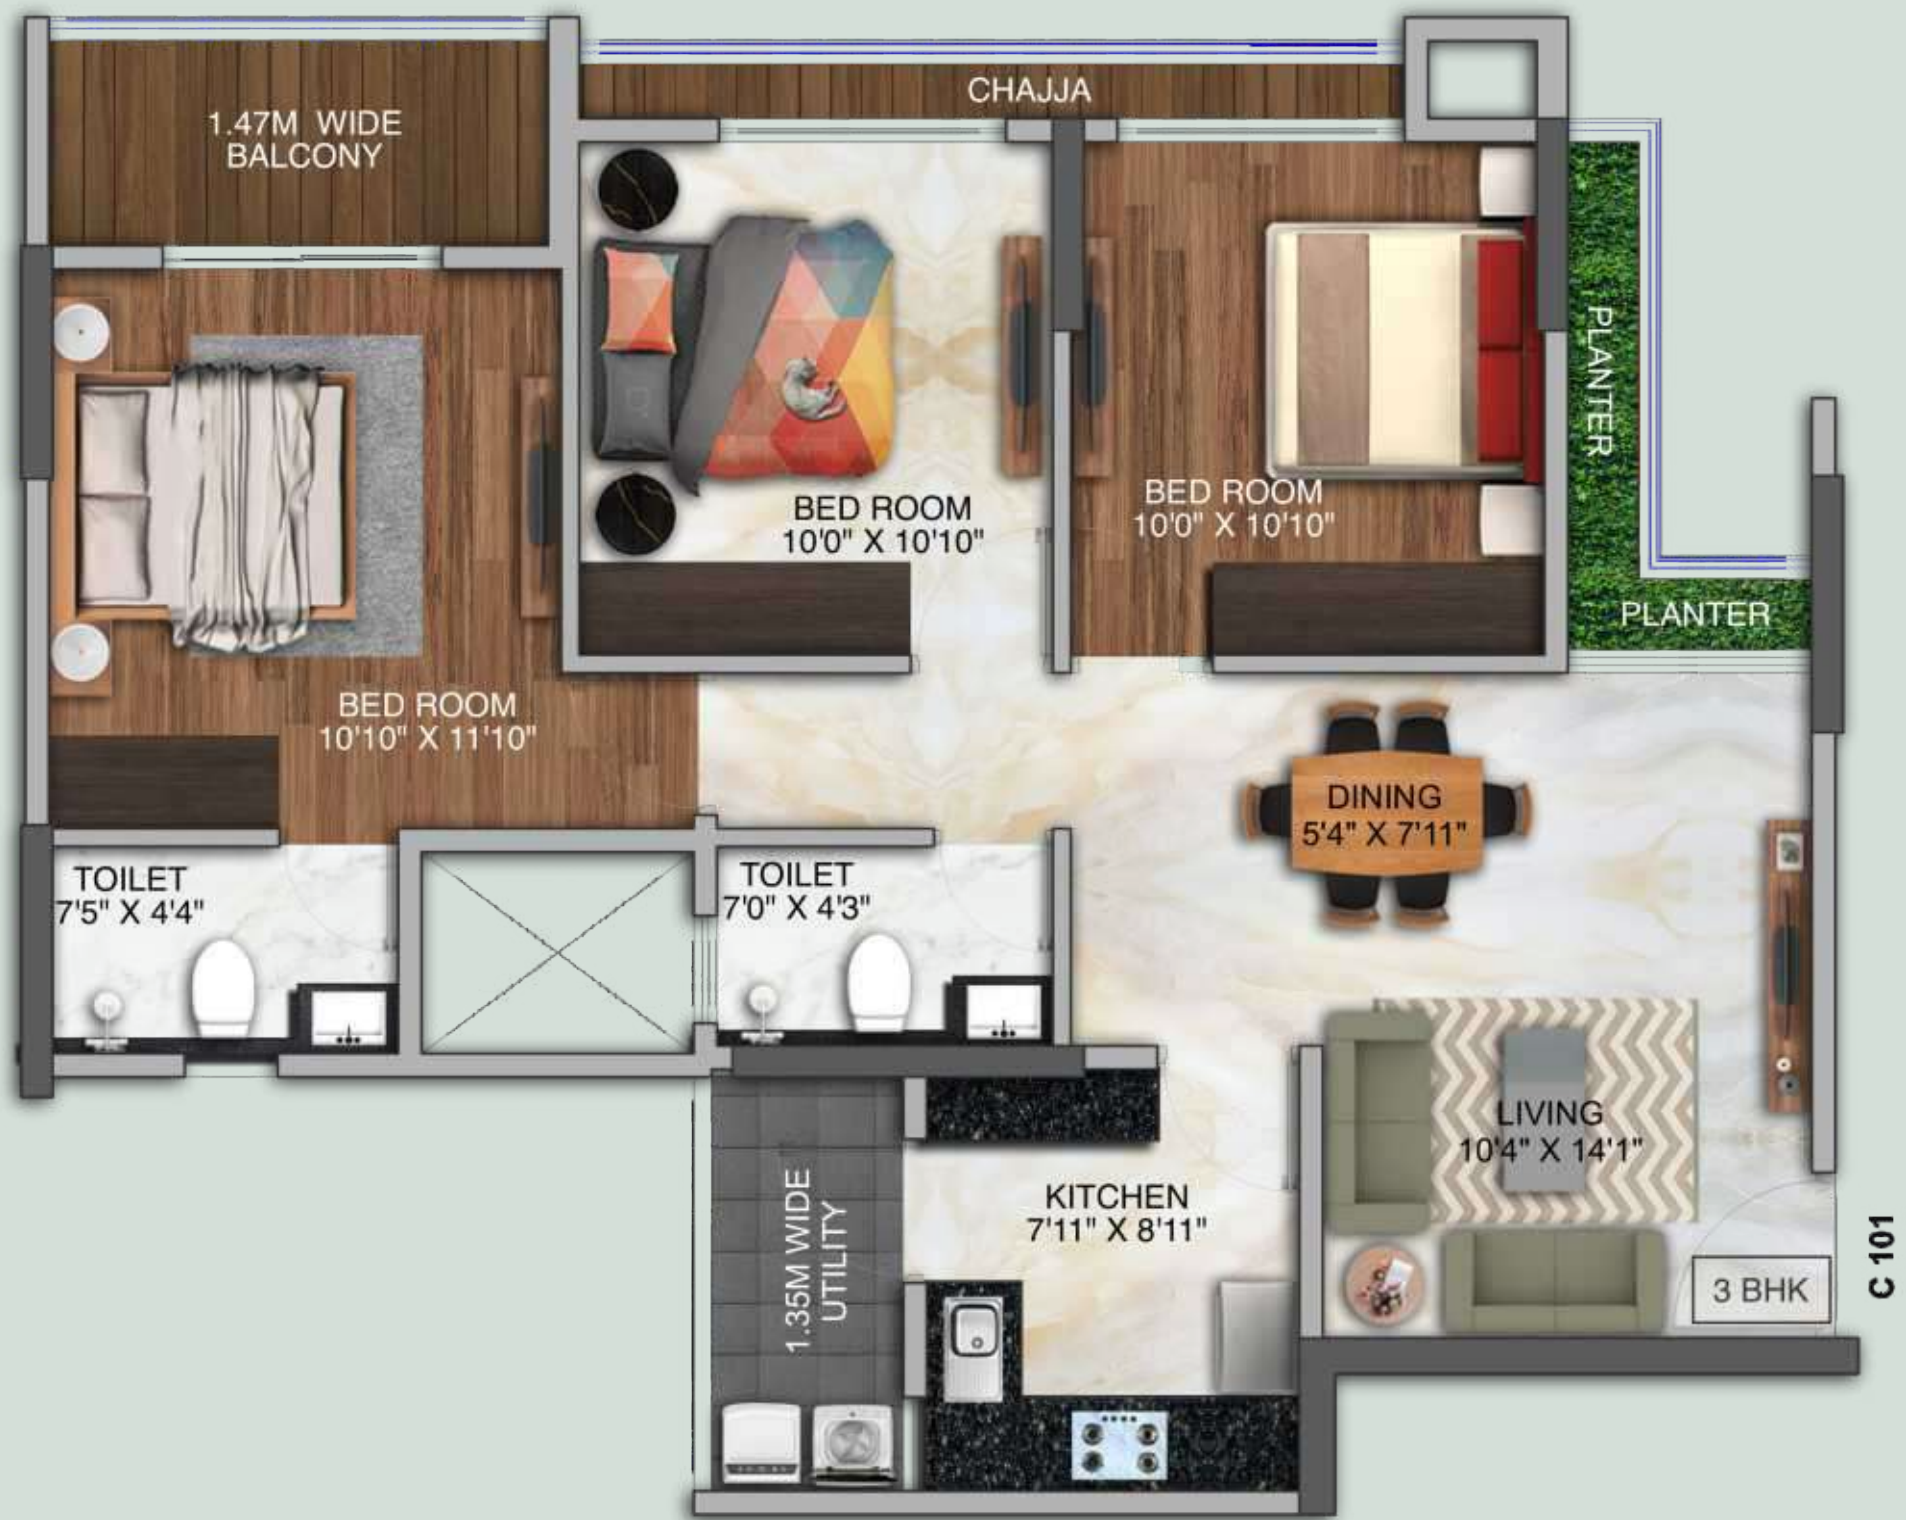 1.47M WIDE
BALCONY
CHAJJA
PLANTER
PLANTER
BED ROOM
10'0" X 10'10"
BED ROOM
10'0" X 10'10"
BED ROOM
10'10" X 11'10"
DINING
5'4" X 7'11"
TOILET
7'5" X 4'4"
TOILET
7'0" X 4'3"
LIVING
10'4" X 14'1"
KITCHEN
7'11" X 8'11"
1.35M WIDE
UTILITY
3 BHK
C 101